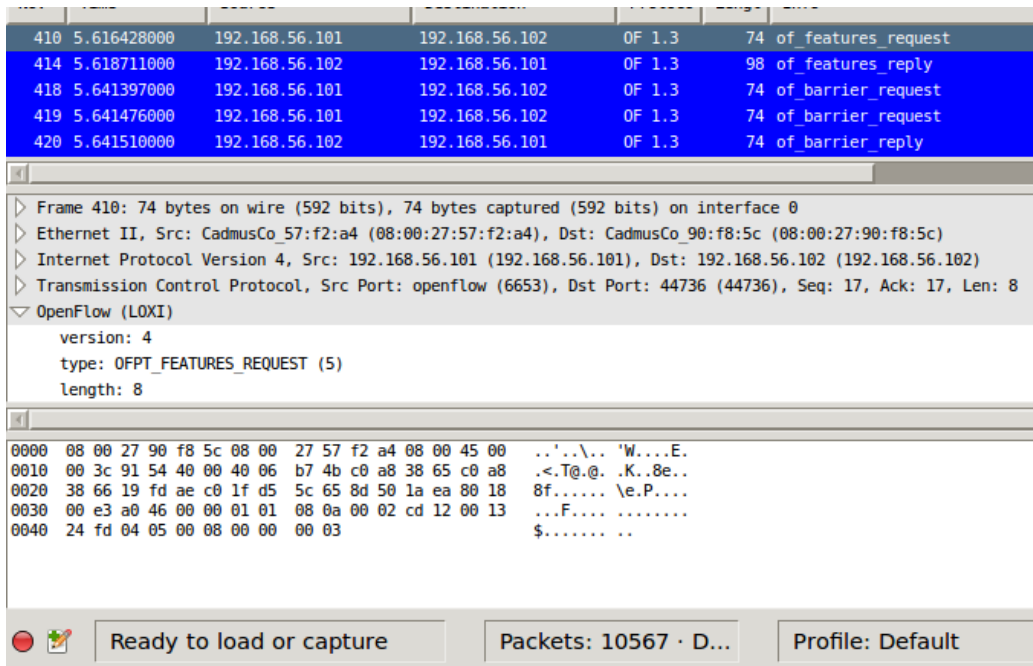 410 5.616428000 192.168.56.101 192.168.56.102 OF 1.3 74 of_features_request
414 5.618711000 192.168.56.102 192.168.56.101 OF 1.3 98 of_features_reply
418 5.641397000 192.168.56.101 192.168.56.102 OF 1.3 74 of_barrier_request
419 5.641476000 192.168.56.101 192.168.56.102 OF 1.3 74 of_barrier_request
420 5.641510000 192.168.56.102 192.168.56.101 OF 1.3 74 of_barrier_reply
Frame 410: 74 bytes on wire (592 bits), 74 bytes captured (592 bits) on interface 0
Ethernet II, Src: CadmusCo_57:f2:a4 (08:00:27:57:f2:a4), Dst: CadmusCo_90:f8:5c (08:00:27:90:f8:5c)
Internet Protocol Version 4, Src: 192.168.56.101 (192.168.56.101), Dst: 192.168.56.102 (192.168.56.102)
Transmission Control Protocol, Src Port: openflow (6653), Dst Port: 44736 (44736), Seq: 17, Ack: 17, Len: 8
OpenFlow (LOXI)
version: 4
type: OFPT_FEATURES_REQUEST (5)
length: 8
0000 08 00 27 90 f8 5c 08 00 27 57 f2 a4 08 00 45 00 ..'..\.. 'W....E.
0010 00 3c 91 54 40 00 40 06 b7 4b c0 a8 38 65 c0 a8 .<.T@.@. .K..8e..
0020 38 66 19 fd ae c0 1f d5 5c 65 8d 50 1a ea 80 18 8f...... \e.P....
0030 00 e3 a0 46 00 00 01 01 08 0a 00 02 cd 12 00 13 ...F.... ........
0040 24 fd 04 05 00 08 00 00 00 03 $....... ..
Ready to load or capture Packets: 10567 · D... Profile: Default